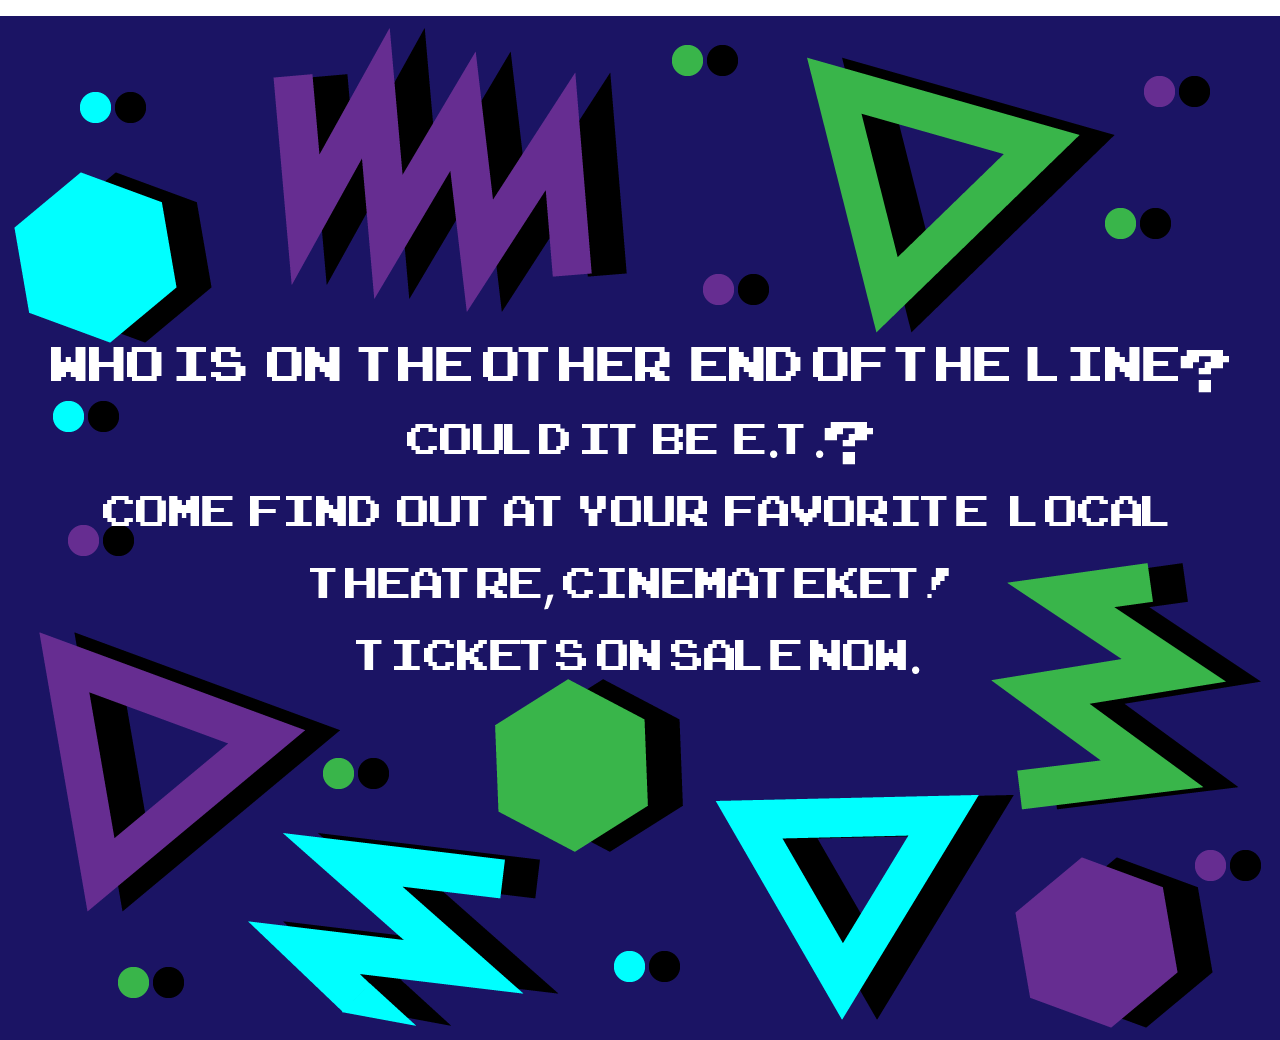 WHO IS ON THE OTHER END OF THE LINE?
COULD IT BE E.T.?
COME FIND OUT AT YOUR FAVORITE LOCAL
THEATRE, CINEMATEKET!
TICKETS ON SALE NOW.